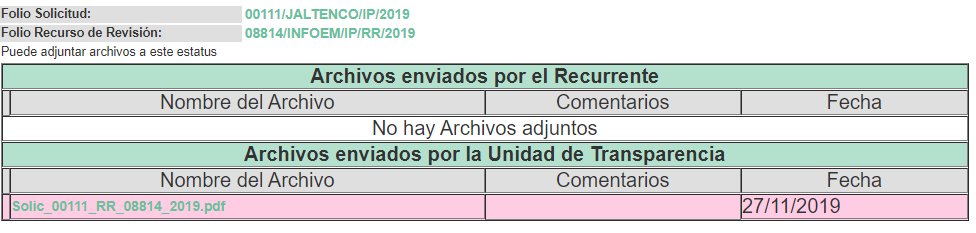 Folio Solicitud: 00111/JALTENCO/IP/2019
Folio Recurso de Revisión: 08814/INFOEM/IP/RR/2019
Puede adjuntar archivos a este estatus
Archivos enviados por el Recurrente
Nombre del Archivo Comentarios Fecha
No hay Archivos adjuntos
Archivos enviados por la Unidad de Transparencia
Nombre del Archivo Comentarios Fecha
Solic_00111_RR_08814_2019.pdf 27/11/2019